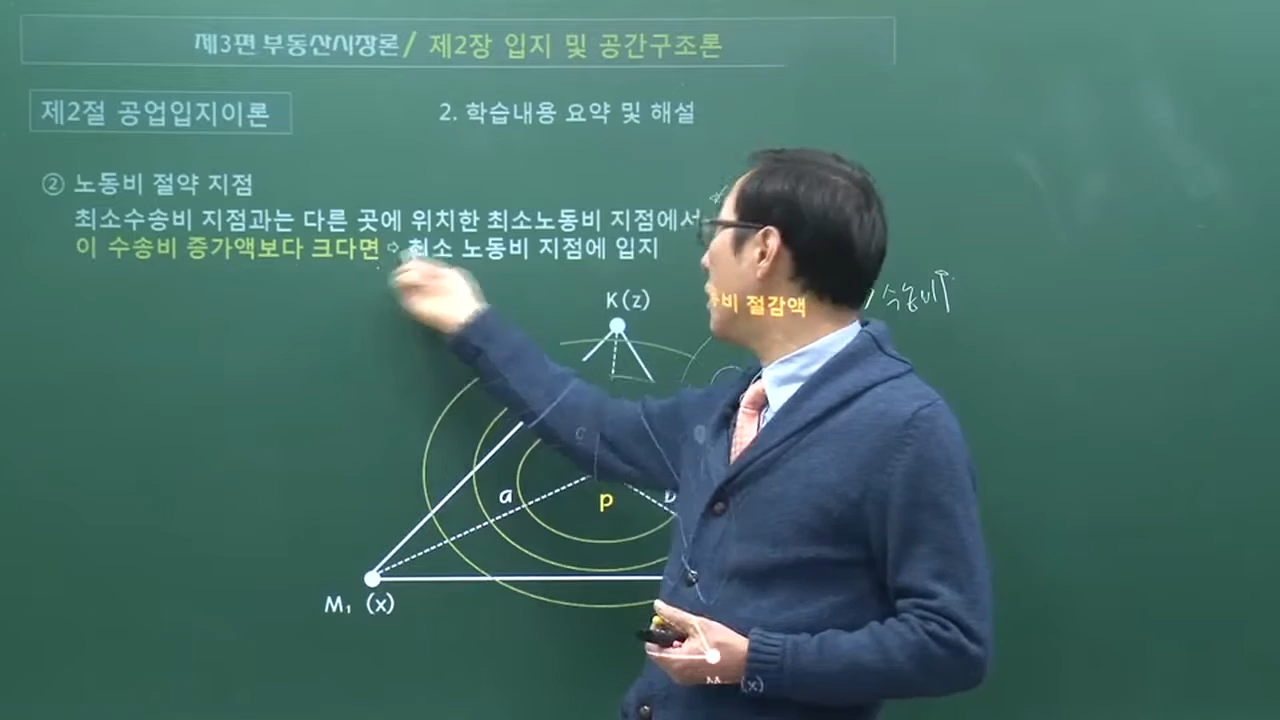 제3편 부동산시장론/ 제2장 입지 및 공간구조론
제2절 공업입지이론
2. 학습내용 요약 및 해설
② 노동비 절약 지점
최소수송비 지점과는 다른 곳에 위치한 최소노동비 지점에서
이 수송비 증가액보다 크다면 ⇨ 최소 노동비 지점에 입지
K(z)
비 절감액
수송비↑
a
p
M₁ (x)
(x)